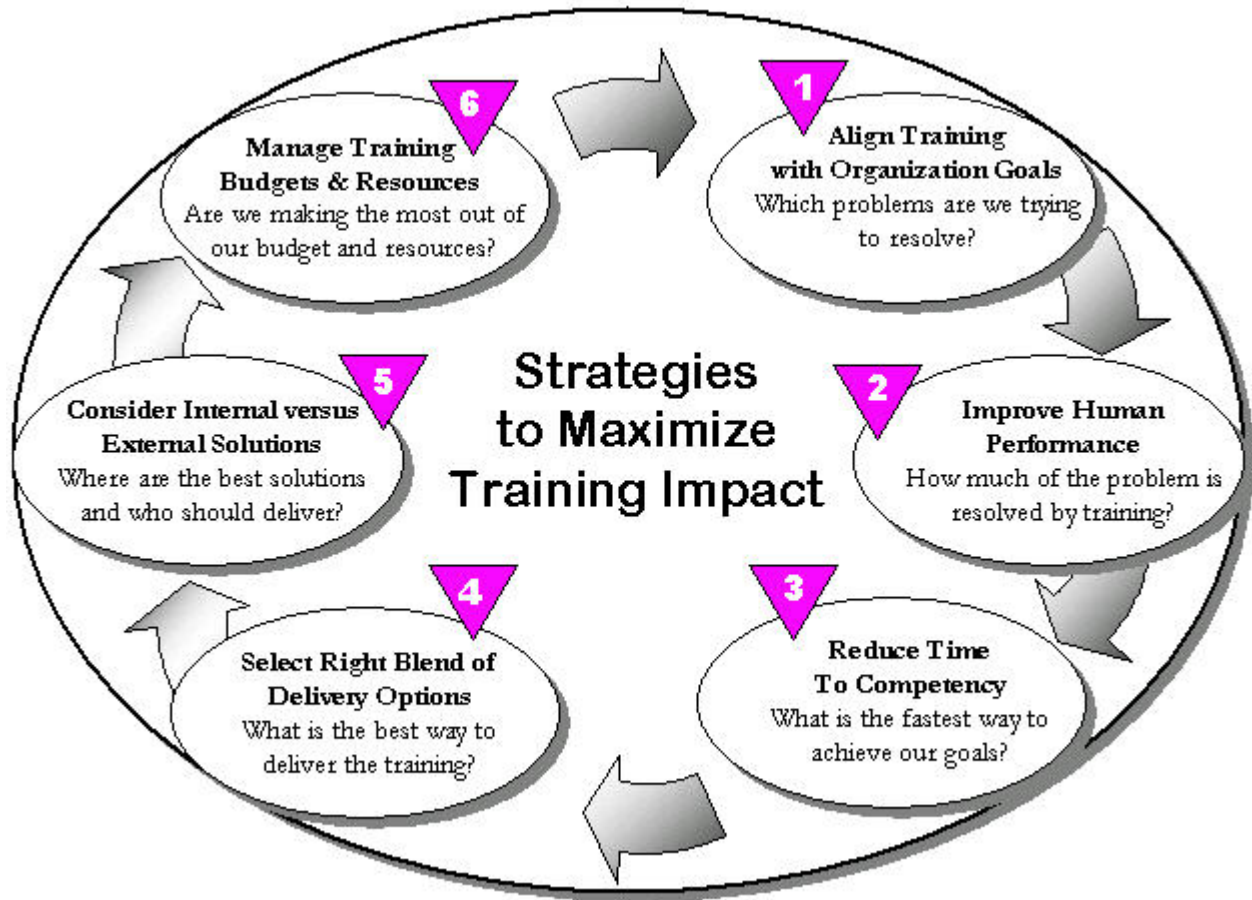 Strategies
to Maximize
Training Impact
1
Align Training
with Organization Goals
Which problems are we trying
to resolve?
2
Improve Human
Performance
How much of the problem is
resolved by training?
3
Reduce Time
To Competency
What is the fastest way to
achieve our goals?
4
Select Right Blend of
Delivery Options
What is the best way to
deliver the training?
5
Consider Internal versus
External Solutions
Where are the best solutions
and who should deliver?
6
Manage Training
Budgets & Resources
Are we making the most out of
our budget and resources?